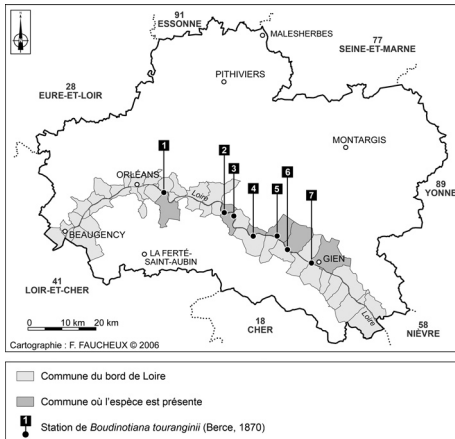 N
91
ESSONNE
MALESHERBES
77
SEINE-ET-MARNE
28
EURE-ET-LOIR
PITHIVIERS
MONTARGIS
1
2
3
ORLÉANS
Loire
6
89
YONNE
4
5
7
BEAUGENCY
LA FERTÉ-
SAINT-AUBIN
GIEN
41
LOIR-ET-CHER
0 10 km 20 km
18
CHER
Loire
58
NIÈVRE
Cartographie : F. FAUCHEUX © 2006
Commune du bord de Loire
Commune où l'espèce est présente
1
Station de Boudinotiana touranginii (Berce, 1870)